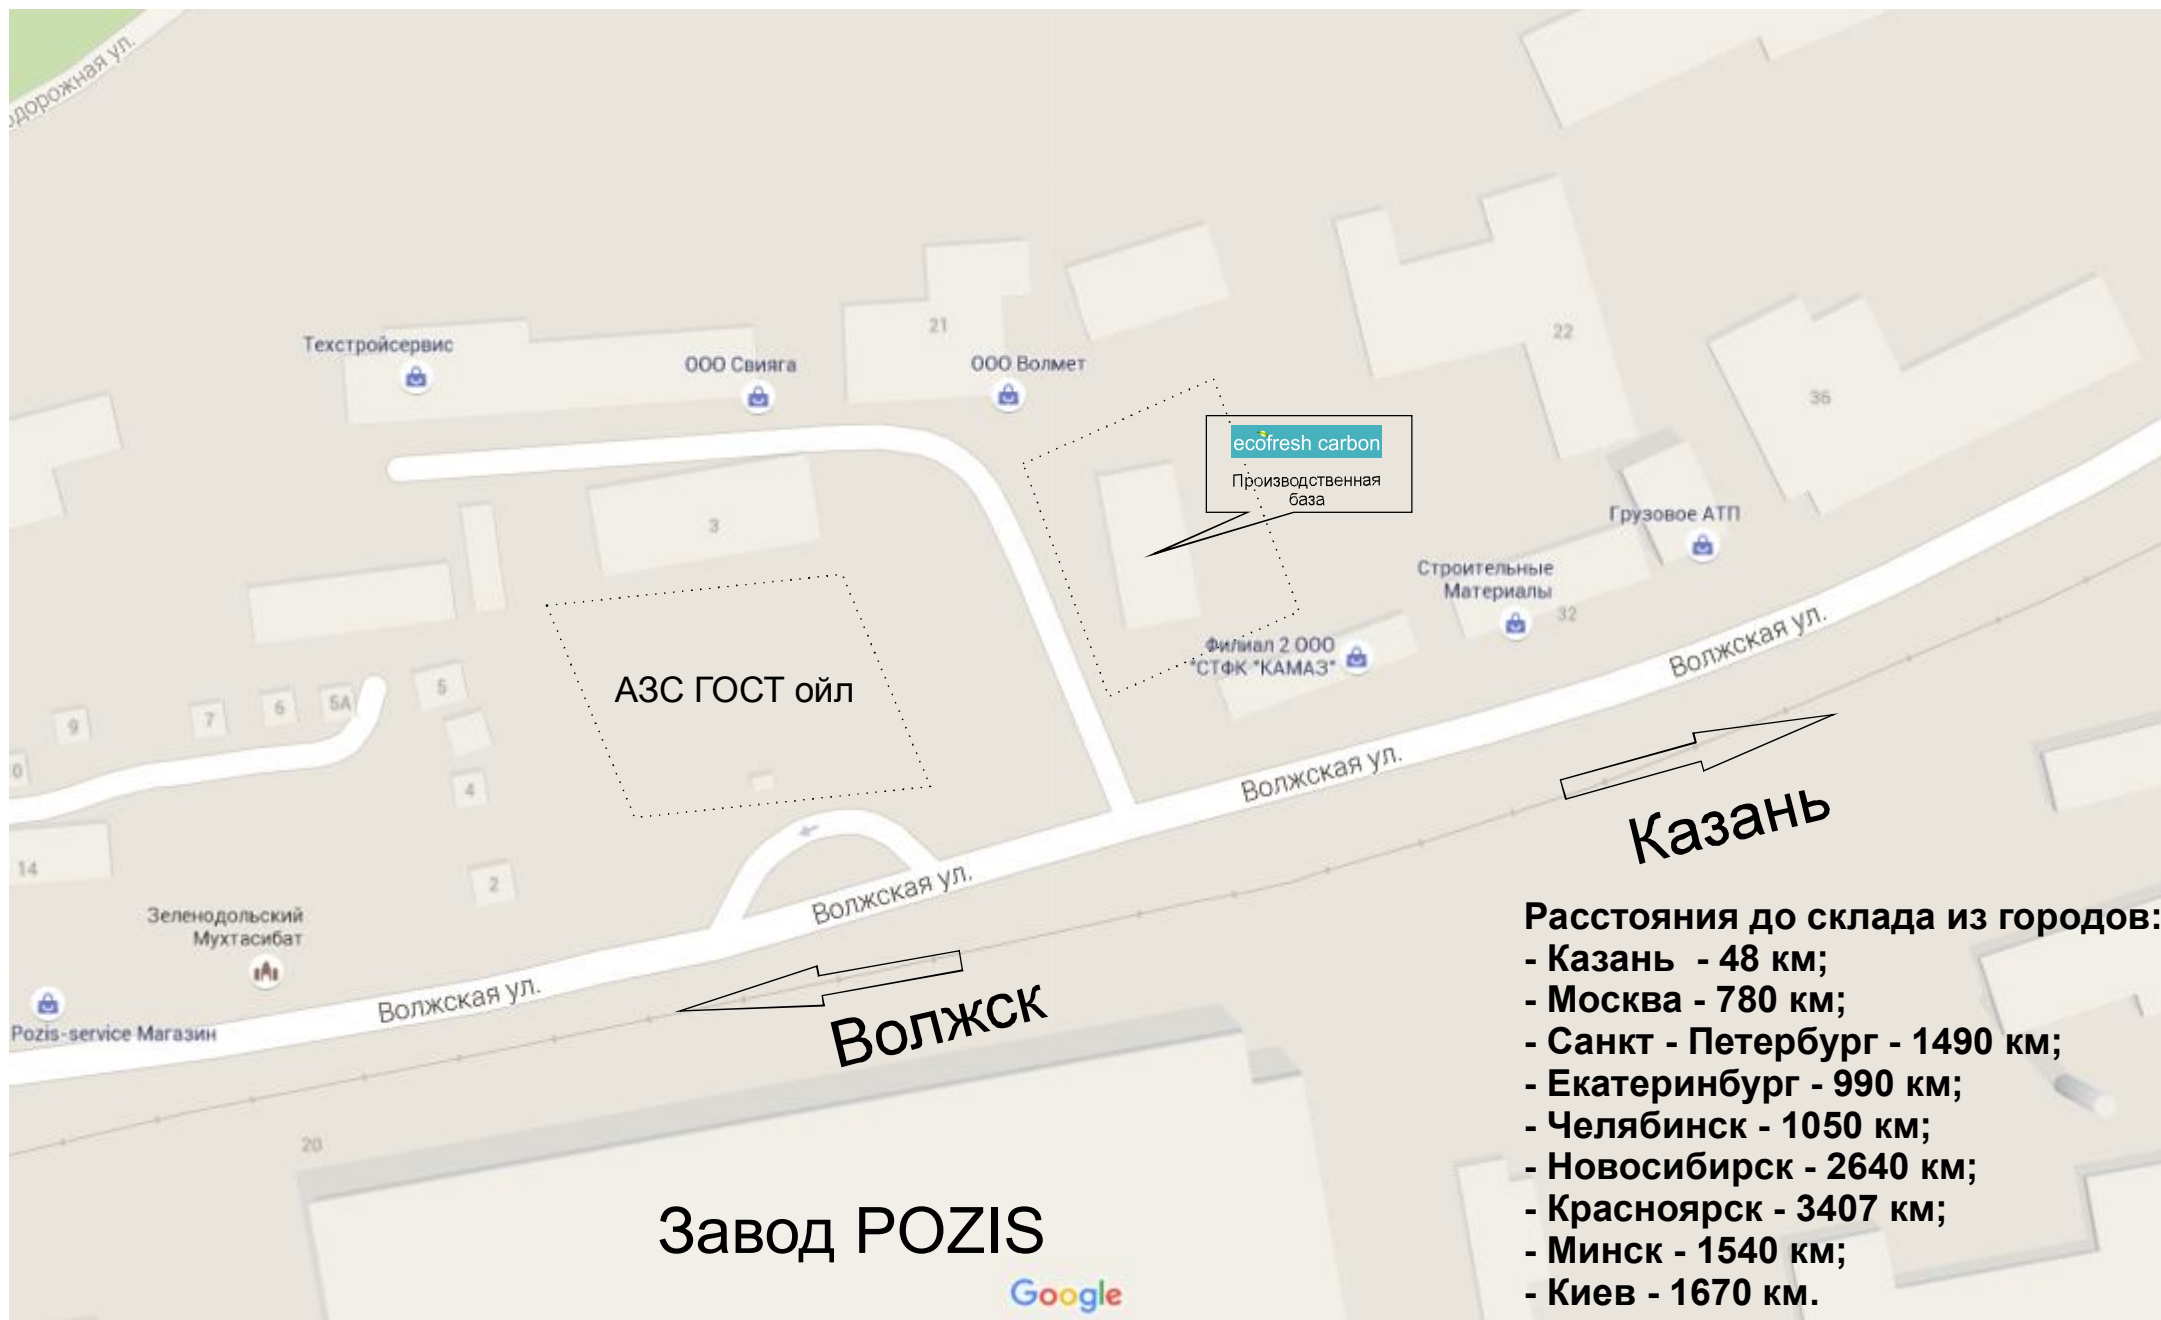 одорожная ул.
21
Техстройсервис
ООО Свияга
ООО Волмет
22
36
ecofresh carbon
Производственная
база
3
Грузовое АТП
Строительные
Материалы
32
Филиал 2 ООО
"СТФК "КАМАЗ"
Волжская ул.
АЗС ГОСТ ойл
5
5А
6
7
9
0
4
Волжская ул.
Казань
14
2
Волжская ул.
Зеленодольский
Мухтасибат
Волжская ул.
Pozis-service Магазин
Волжск
20
Завод POZIS
Google
Расстояния до склада из городов:
- Казань - 48 км;
- Москва - 780 км;
- Санкт - Петербург - 1490 км;
- Екатеринбург - 990 км;
- Челябинск - 1050 км;
- Новосибирск - 2640 км;
- Красноярск - 3407 км;
- Минск - 1540 км;
- Киев - 1670 км.